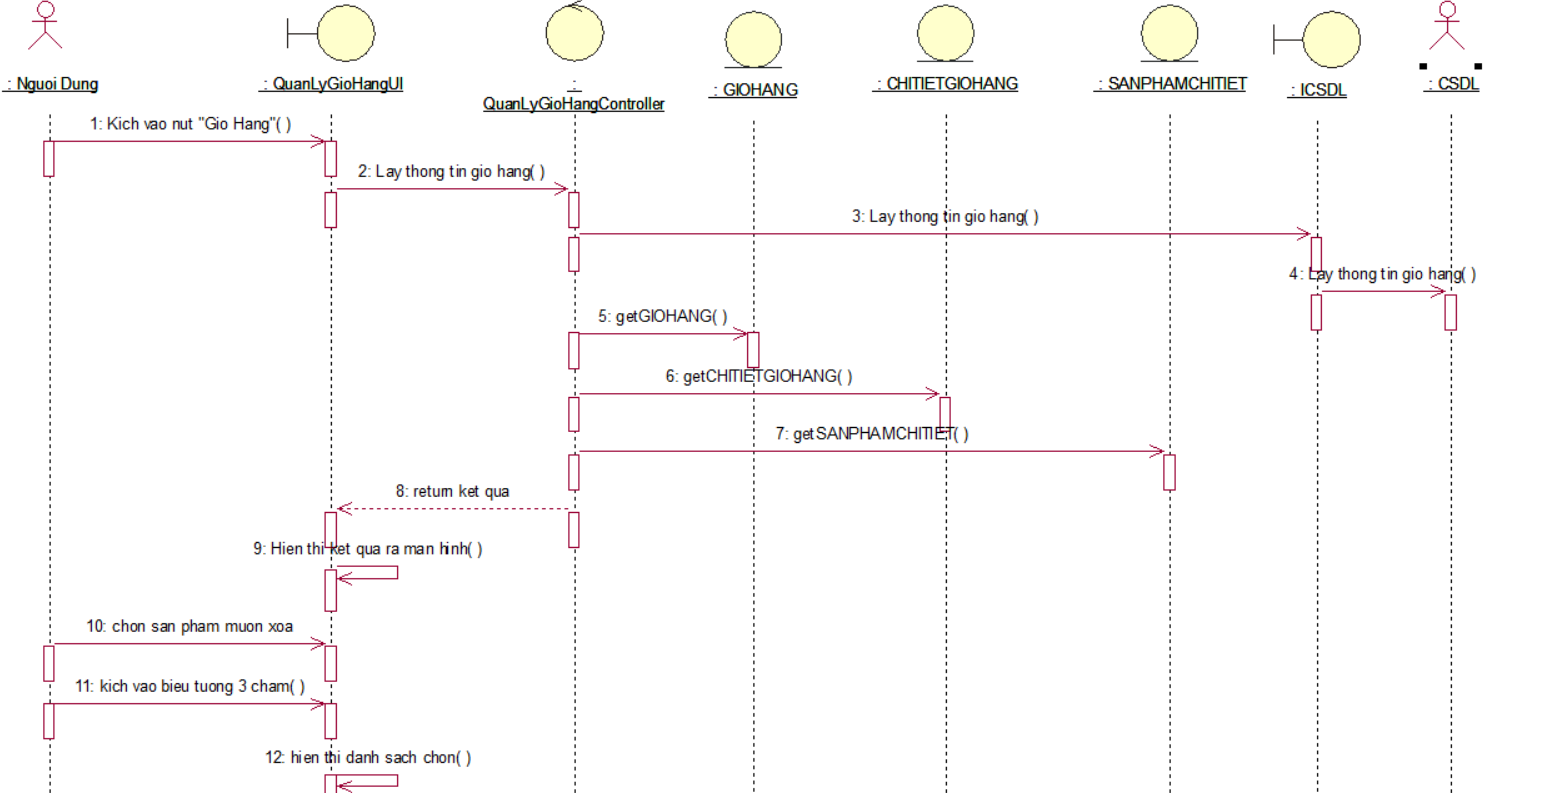 : Nguoi Dung
: QuanLyGioHangUI
:
QuanLyGioHangController
: GIOHANG
: CHITIETGIOHANG
: SANPHAMCHITIET
: ICSDL
: CSDL
1: Kich vao nut "Gio Hang"( )
2: Lay thong tin gio hang( )
3: Lay thong tin gio hang( )
4: Lay thong tin gio hang( )
5: getGIOHANG( )
6: getCHITIETGIOHANG( )
7: getSANPHAMCHITIET( )
8: return ket qua
9: Hien thi ket qua ra man hinh( )
10: chon san pham muon xoa
11: kich vao bieu tuong 3 cham( )
12: hien thi danh sach chon( )